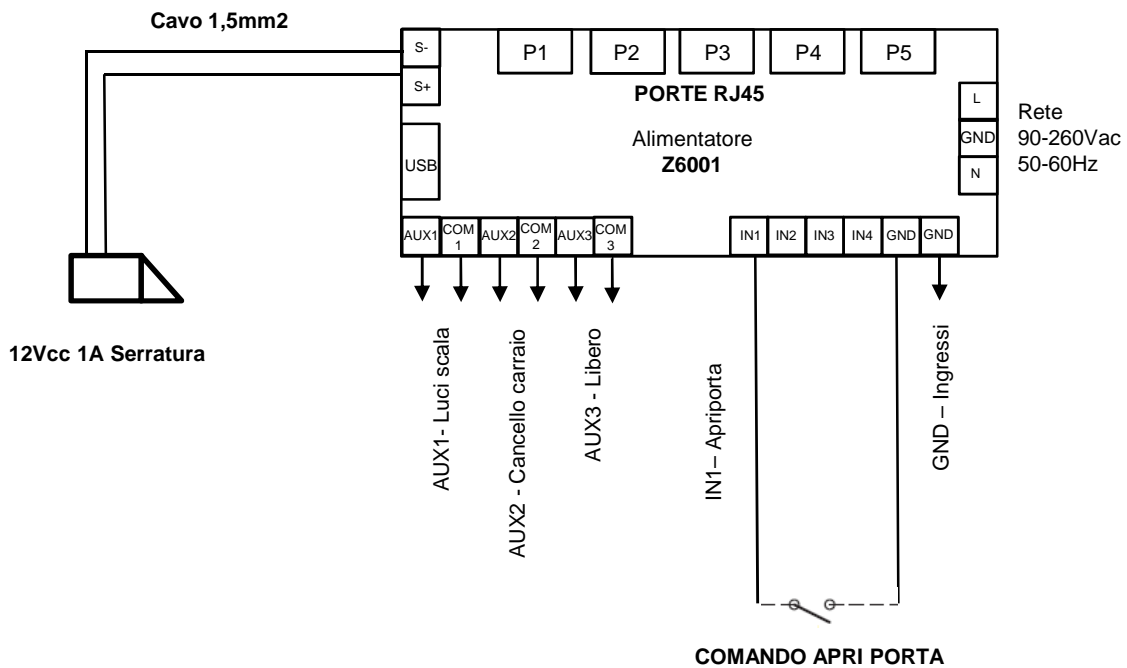 Cavo 1,5mm2
S-
S+
P1
P2
P3
P4
P5
PORTE RJ45
Alimentatore
Z6001
USB
L
GND
N
Rete
90-260Vac
50-60Hz
AUX1
COM
1
AUX2
COM
2
AUX3
COM
3
IN1
IN2
IN3
IN4
GND
GND
12Vcc 1A Serratura
AUX1- Luci scala
AUX2 - Cancello carraio
AUX3 - Libero
IN1– Apriporta
GND – Ingressi
COMANDO APRI PORTA